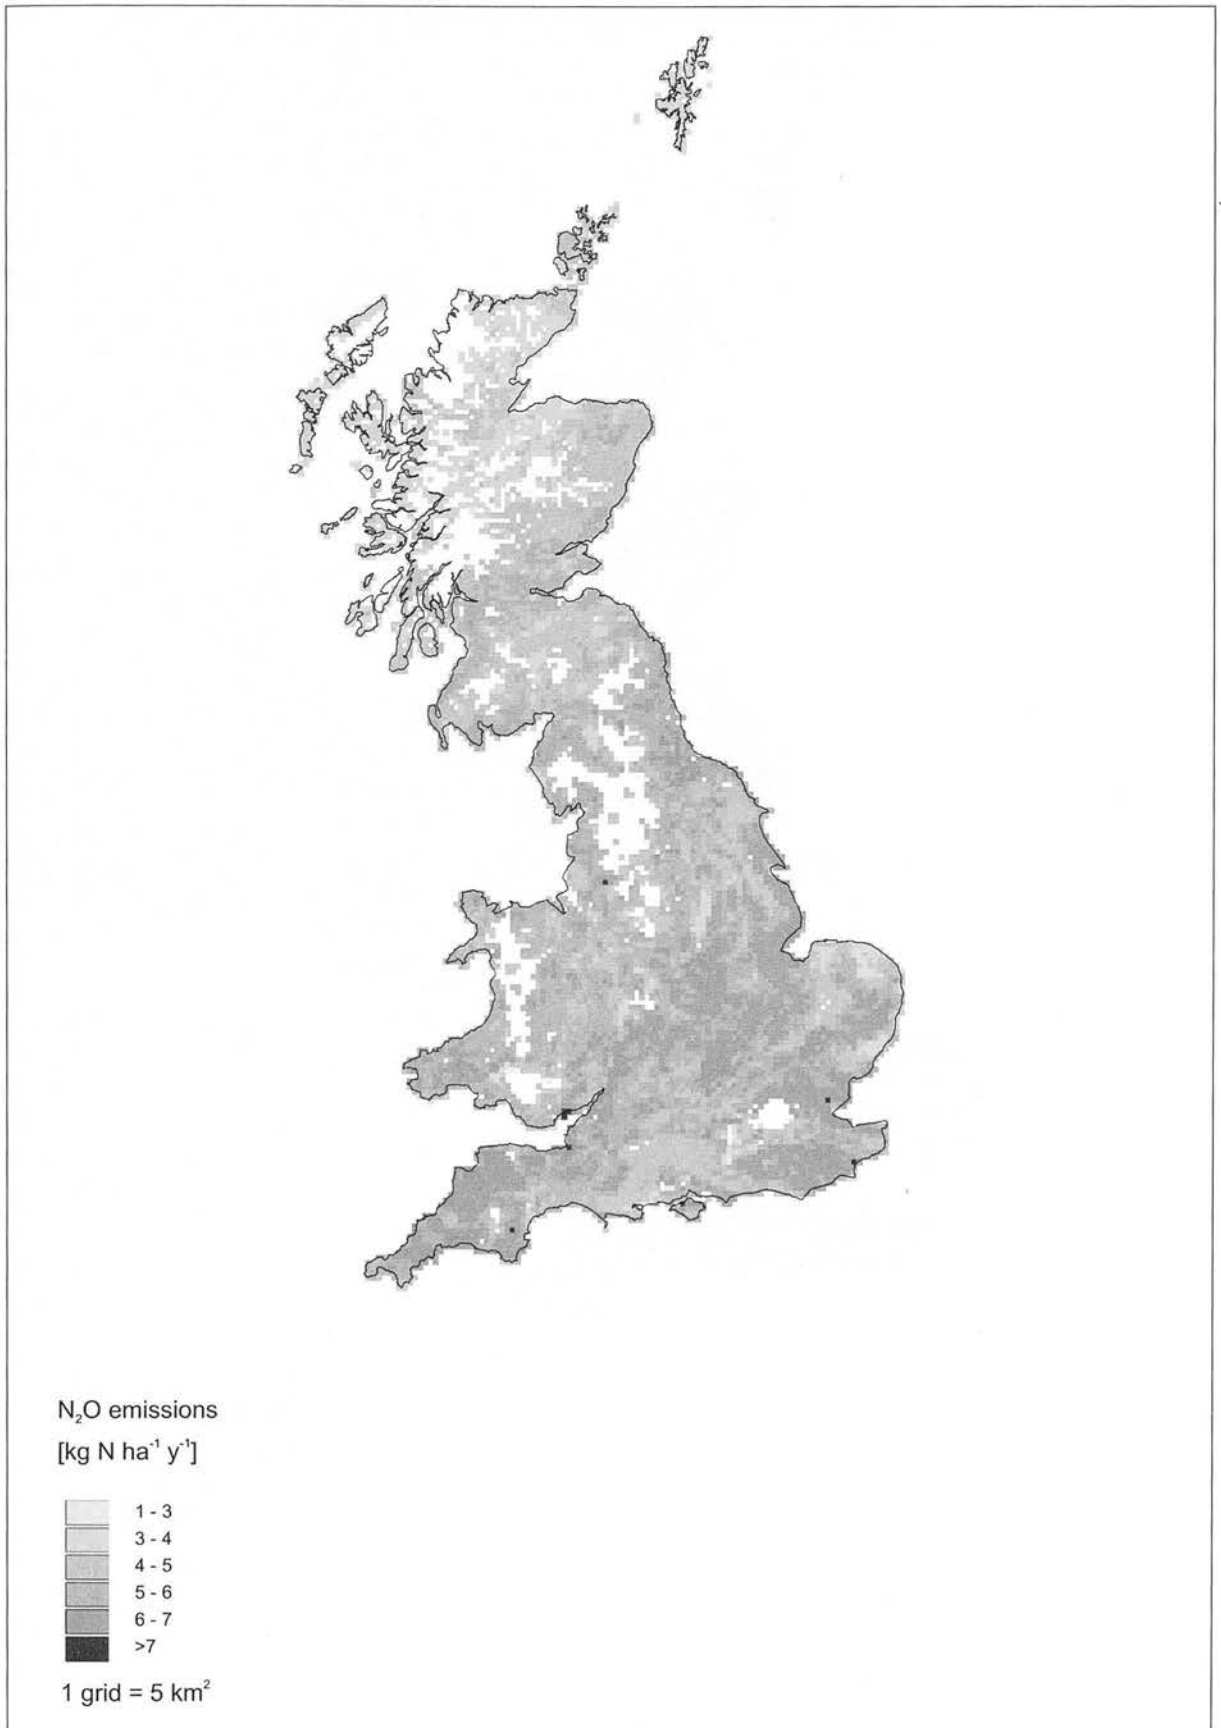 N₂O emissions
[kg N ha⁻¹ y⁻¹]
1 - 3
3 - 4
4 - 5
5 - 6
6 - 7
>7
1 grid = 5 km²